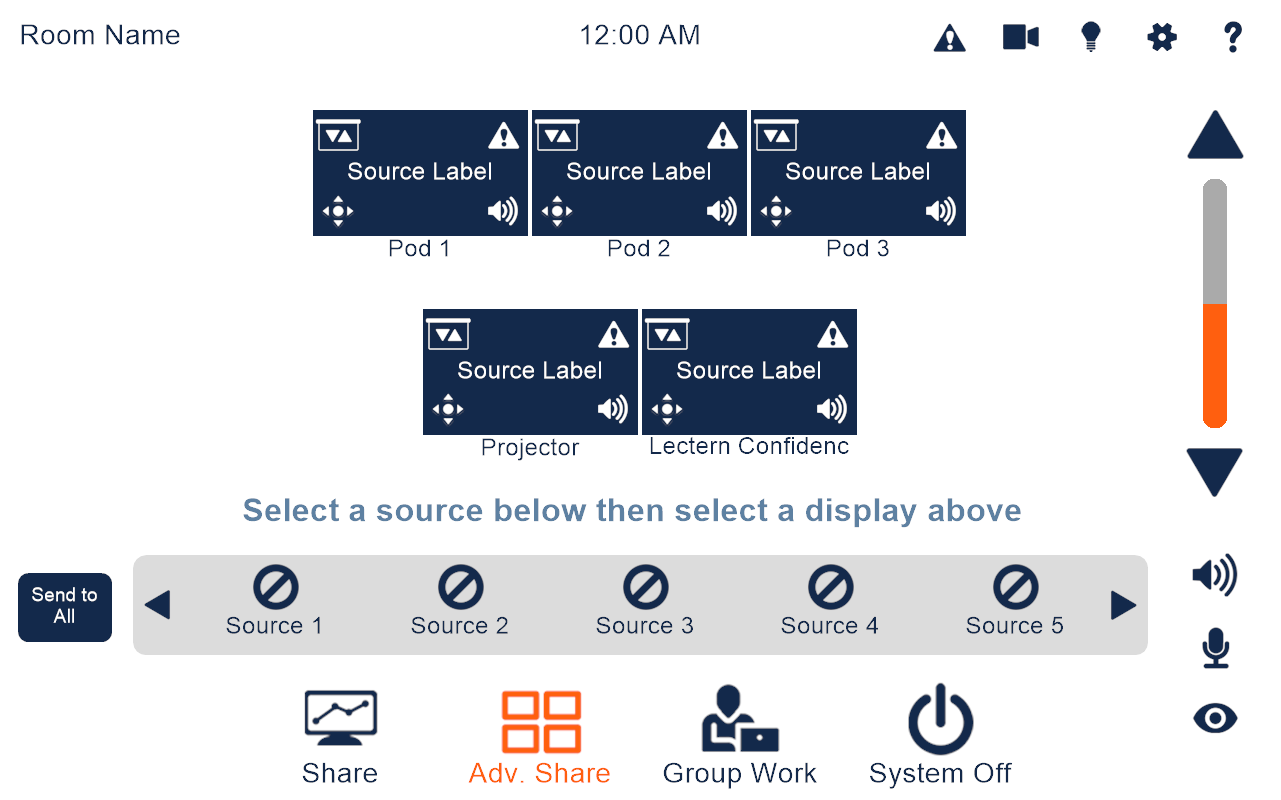 Room Name
12:00 AM
Source Label
Source Label
Source Label
Pod 1
Pod 2
Pod 3
Source Label
Source Label
Projector
Lectern Confidenc
Select a source below then select a display above
Send to
All
Source 1
Source 2
Source 3
Source 4
Source 5
Share
Adv. Share
Group Work
System Off